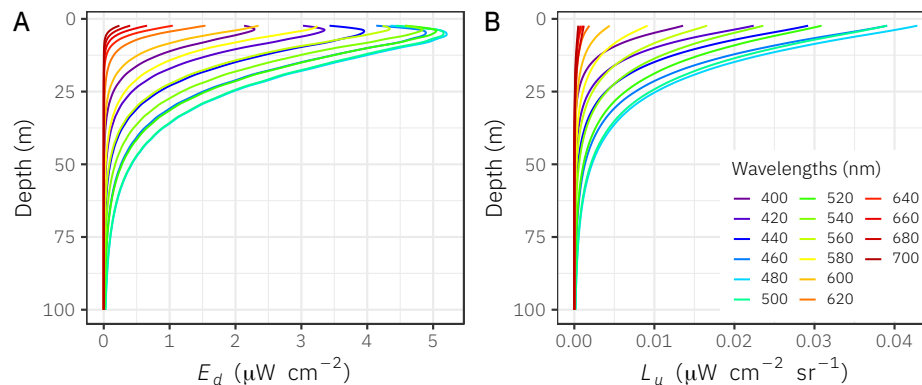 A
B
Depth (m)
0
25
50
75
100
0
1
2
3
4
5
E_d (μW cm⁻²)
Depth (m)
0
25
50
75
100
0.00
0.01
0.02
0.03
0.04
L_u (μW cm⁻² sr⁻¹)
Wavelengths (nm)
400 520 640
420 540 660
440 560 680
460 580 700
480 600
500 620